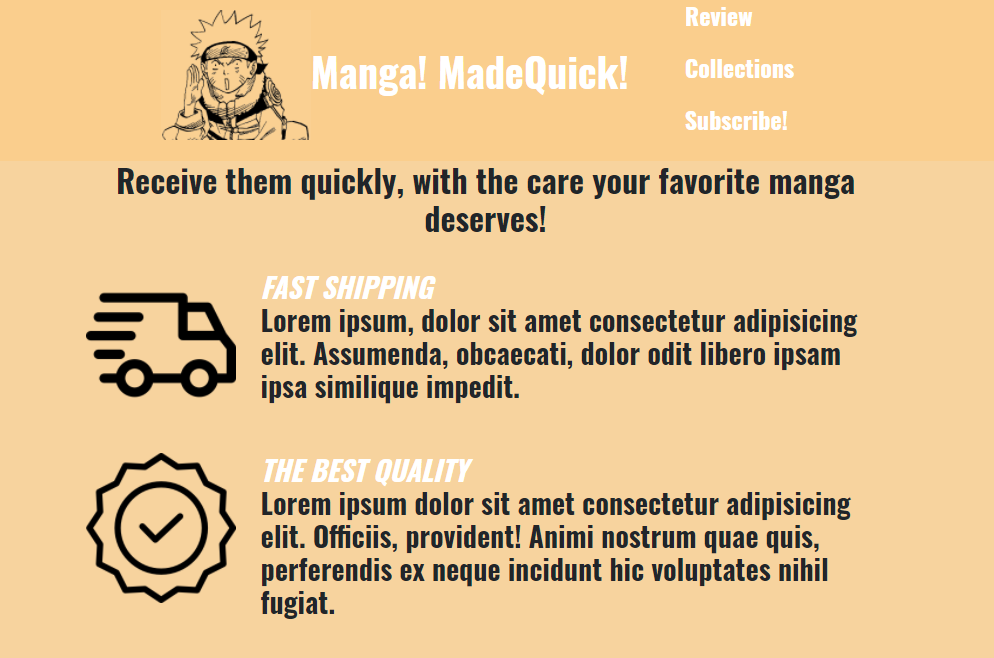 Manga! MadeQuick!
Review
Collections
Subscribe!
Receive them quickly, with the care your favorite manga
deserves!
FAST SHIPPING
Lorem ipsum, dolor sit amet consectetur adipisicing
elit. Assumenda, obcaecati, dolor odit libero ipsam
ipsa similique impedit.
THE BEST QUALITY
Lorem ipsum dolor sit amet consectetur adipisicing
elit. Officiis, provident! Animi nostrum quae quis,
perferendis ex neque incidunt hic voluptates nihil
fugiat.